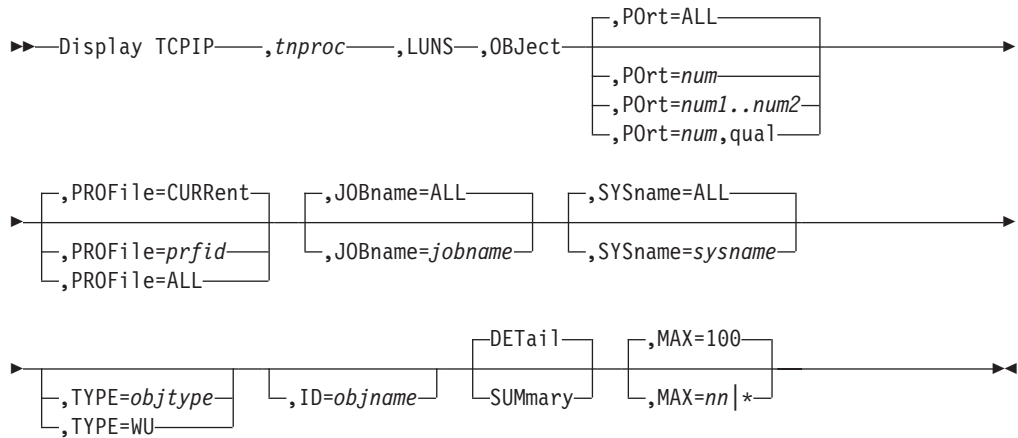 ,POrt=ALL
Display TCPIP ,tnproc ,LUNS ,OBJect
,POrt=num
,POrt=num1..num2
,POrt=num,qual
,PROFile=CURRent ,JOBname=ALL ,SYSname=ALL
,PROFile=prfid ,JOBname=jobname ,SYSname=sysname
,PROFile=ALL
DETail ,MAX=100
,TYPE=objtype ,ID=objname SUMmary ,MAX=nn|*
,TYPE=WU